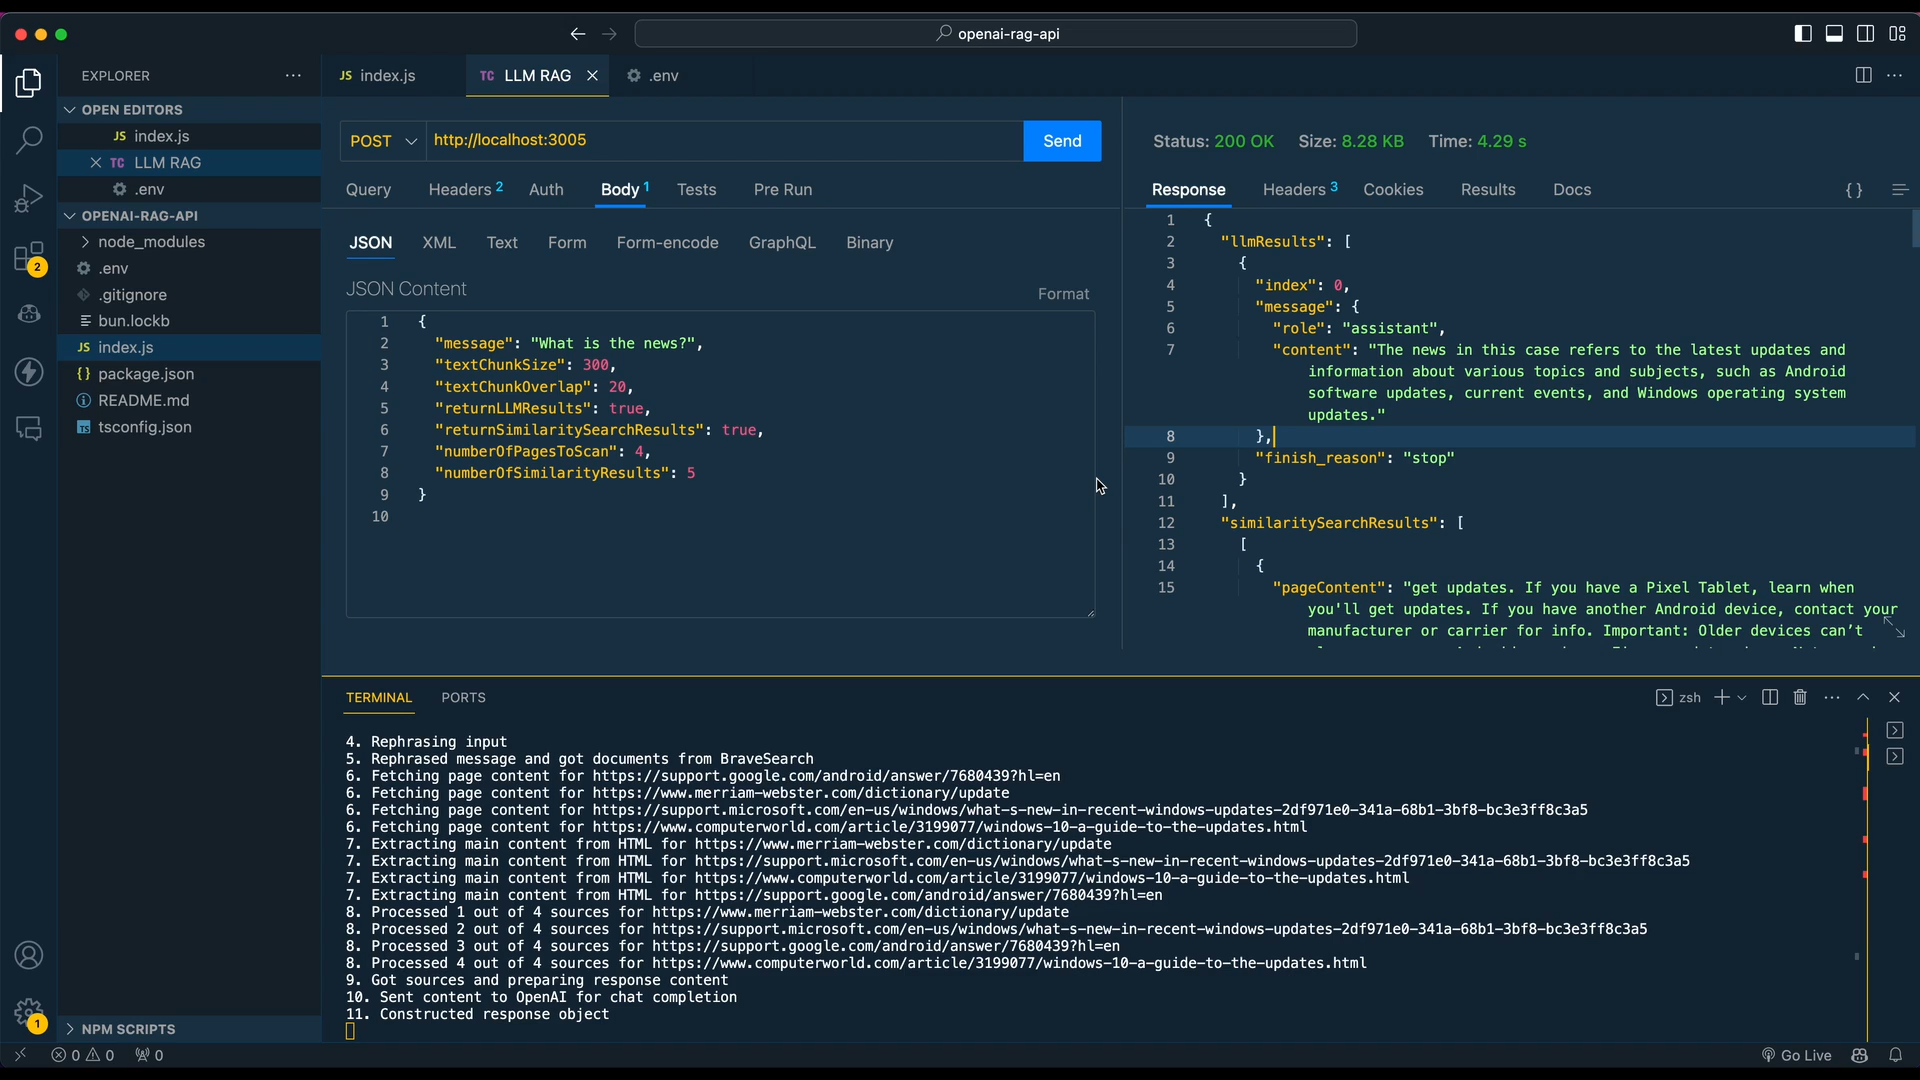 openai-rag-api
EXPLORER
JS index.js
TC LLM RAG
.env
OPEN EDITORS
JS index.js
TC LLM RAG
.env
OPENAI-RAG-API
node_modules
.env
.gitignore
bun.lockb
JS index.js
{} package.json
README.md
TS tsconfig.json
2
1
NPM SCRIPTS
POST
http://localhost:3005
Send
Query
Headers 2
Auth
Body 1
Tests
Pre Run
JSON
XML
Text
Form
Form-encode
GraphQL
Binary
JSON Content
Format
1 {
2 "message": "What is the news?",
3 "textChunkSize": 300,
4 "textChunkOverlap": 20,
5 "returnLLMResults": true,
6 "returnSimilaritySearchResults": true,
7 "numberOfPagesToScan": 4,
8 "numberOfSimilarityResults": 5
9 }
10
Status: 200 OK Size: 8.28 KB Time: 4.29 s
Response
Headers 3
Cookies
Results
Docs
{ }
1 {
2 "llmResults": [
3 {
4 "index": 0,
5 "message": {
6 "role": "assistant",
7 "content": "The news in this case refers to the latest updates and
information about various topics and subjects, such as Android
software updates, current events, and Windows operating system
updates."
8 },
9 "finish_reason": "stop"
10 }
11 ],
12 "similaritySearchResults": [
13 [
14 {
15 "pageContent": "get updates. If you have a Pixel Tablet, learn when
you'll get updates. If you have another Android device, contact your
manufacturer or carrier for info. Important: Older devices can’t
TERMINAL
PORTS
zsh
4. Rephrasing input
5. Rephrased message and got documents from BraveSearch
6. Fetching page content for https://support.google.com/android/answer/7680439?hl=en
6. Fetching page content for https://www.merriam-webster.com/dictionary/update
6. Fetching page content for https://support.microsoft.com/en-us/windows/what-s-new-in-recent-windows-updates-2df971e0-341a-68b1-3bf8-bc3e3ff8c3a5
6. Fetching page content for https://www.computerworld.com/article/3199077/windows-10-a-guide-to-the-updates.html
7. Extracting main content from HTML for https://www.merriam-webster.com/dictionary/update
7. Extracting main content from HTML for https://support.microsoft.com/en-us/windows/what-s-new-in-recent-windows-updates-2df971e0-341a-68b1-3bf8-bc3e3ff8c3a5
7. Extracting main content from HTML for https://www.computerworld.com/article/3199077/windows-10-a-guide-to-the-updates.html
7. Extracting main content from HTML for https://support.google.com/android/answer/7680439?hl=en
8. Processed 1 out of 4 sources for https://www.merriam-webster.com/dictionary/update
8. Processed 2 out of 4 sources for https://support.microsoft.com/en-us/windows/what-s-new-in-recent-windows-updates-2df971e0-341a-68b1-3bf8-bc3e3ff8c3a5
8. Processed 3 out of 4 sources for https://support.google.com/android/answer/7680439?hl=en
8. Processed 4 out of 4 sources for https://www.computerworld.com/article/3199077/windows-10-a-guide-to-the-updates.html
9. Got sources and preparing response content
10. Sent content to OpenAI for chat completion
11. Constructed response object
0 0 0
Go Live